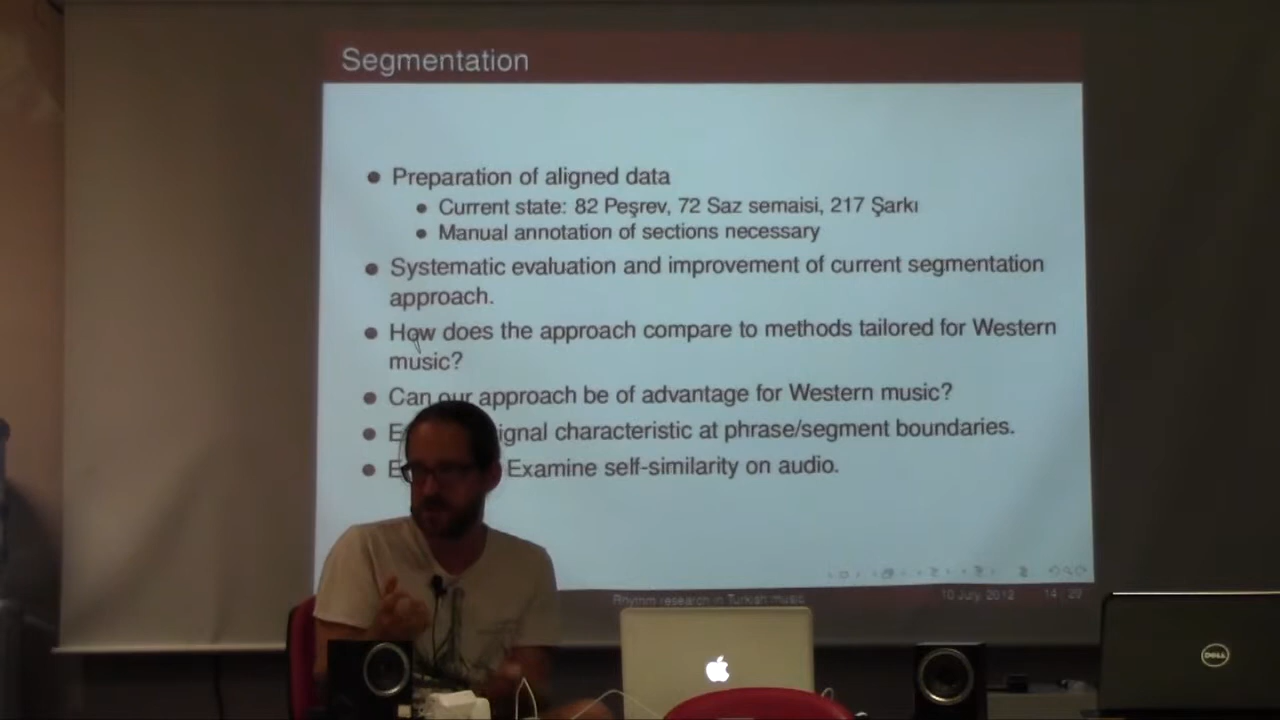 Segmentation
Preparation of aligned data
Current state: 82 Peşrev, 72 Saz semaisi, 217 Şarkı
Manual annotation of sections necessary
Systematic evaluation and improvement of current segmentation
approach.
How does the approach compare to methods tailored for Western
music?
Can our approach be of advantage for Western music?
characteristic at phrase/segment boundaries.
Examine self-similarity on audio.
Rhythm research in Turkish music 10 July, 2012 14 29
DELL